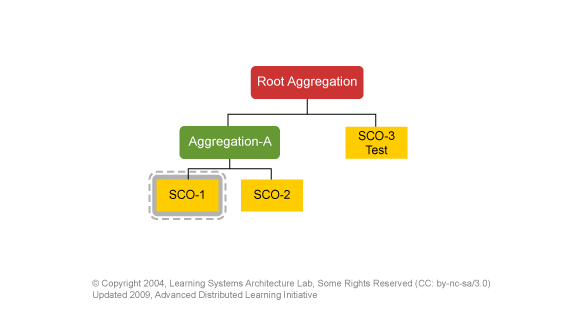 Root Aggregation
Aggregation-A
SCO-3
Test
SCO-1
SCO-2
© Copyright 2004, Learning Systems Architecture Lab, Some Rights Reserved (CC: by-nc-sa/3.0)
Updated 2009, Advanced Distributed Learning Initiative